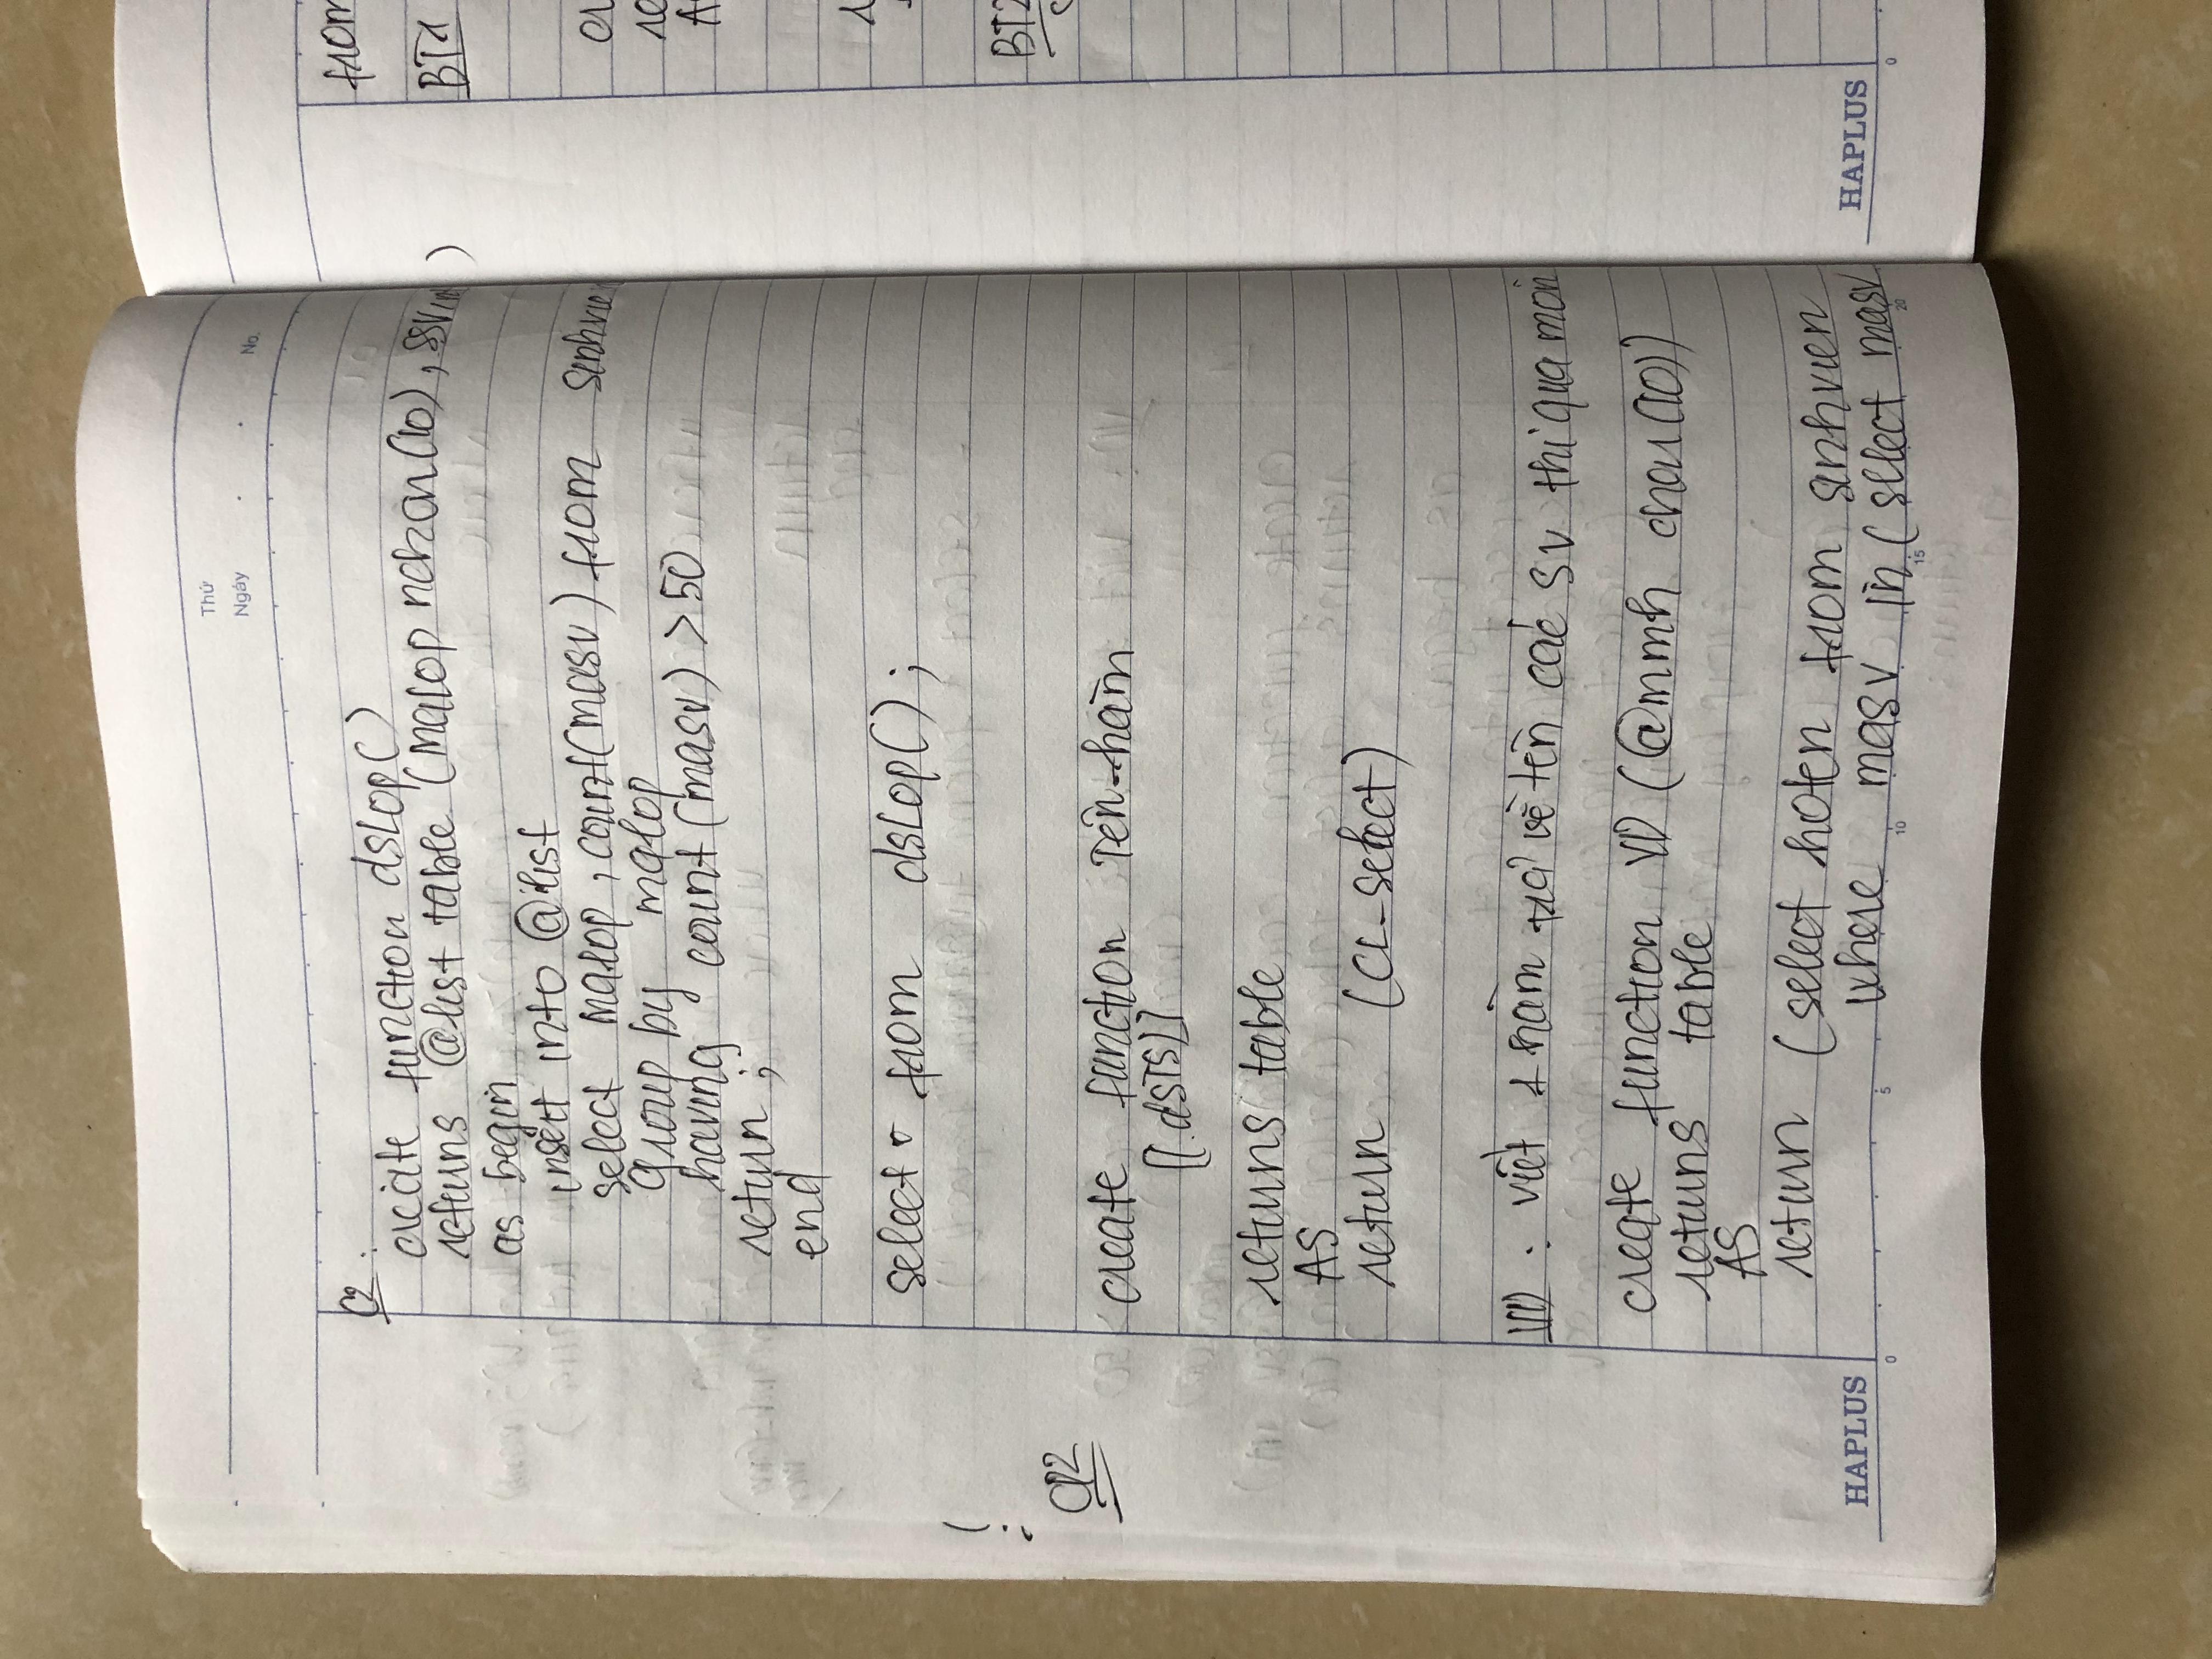 Thứ
Ngày No.
C2 :
create function dsLop()
returns @list table (malop nchar(10), ssv int)
as begin
insert into @list
select malop, count(masv) from sinhvien
group by malop
having count(masv) > 50
return ;
end
select * from dsLop();
create function Tên-hàm
[(dsTS)]
returns table
AS
return (CL-select)
VD : viết 1 hàm trả về tên các sv thi qua môn
create function VD (@mmh char(10))
returns table
AS
return (select hoten from sinhvien
where masv in (select masv
HAPLUS
0 5 10 15 20
from
BT1
BT2
HAPLUS
0